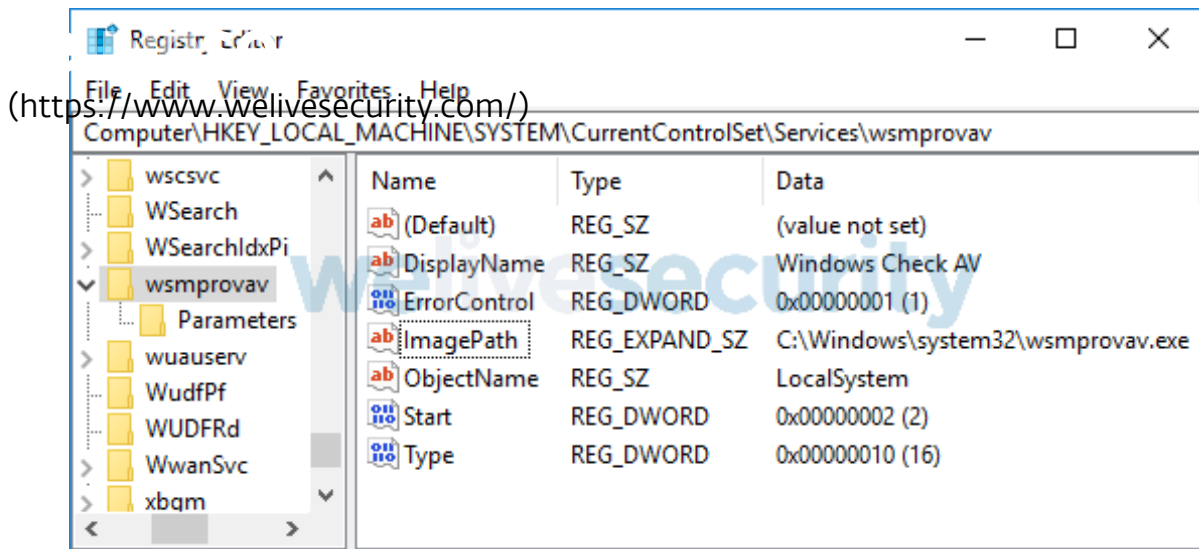 Registry Editor
File Edit View Favorites Help
(https://www.welivesecurity.com/)
Computer\HKEY_LOCAL_MACHINE\SYSTEM\CurrentControlSet\Services\wsmprovav
wscsvc
WSearch
WSearchIdxPi
wsmprovav
Parameters
wuauserv
WudfPf
WUDFRd
WwanSvc
xbgm
Name Type Data
(Default) REG_SZ (value not set)
DisplayName REG_SZ Windows Check AV
ErrorControl REG_DWORD 0x00000001 (1)
ImagePath REG_EXPAND_SZ C:\Windows\system32\wsmprovav.exe
ObjectName REG_SZ LocalSystem
Start REG_DWORD 0x00000002 (2)
Type REG_DWORD 0x00000010 (16)
welivesecurity